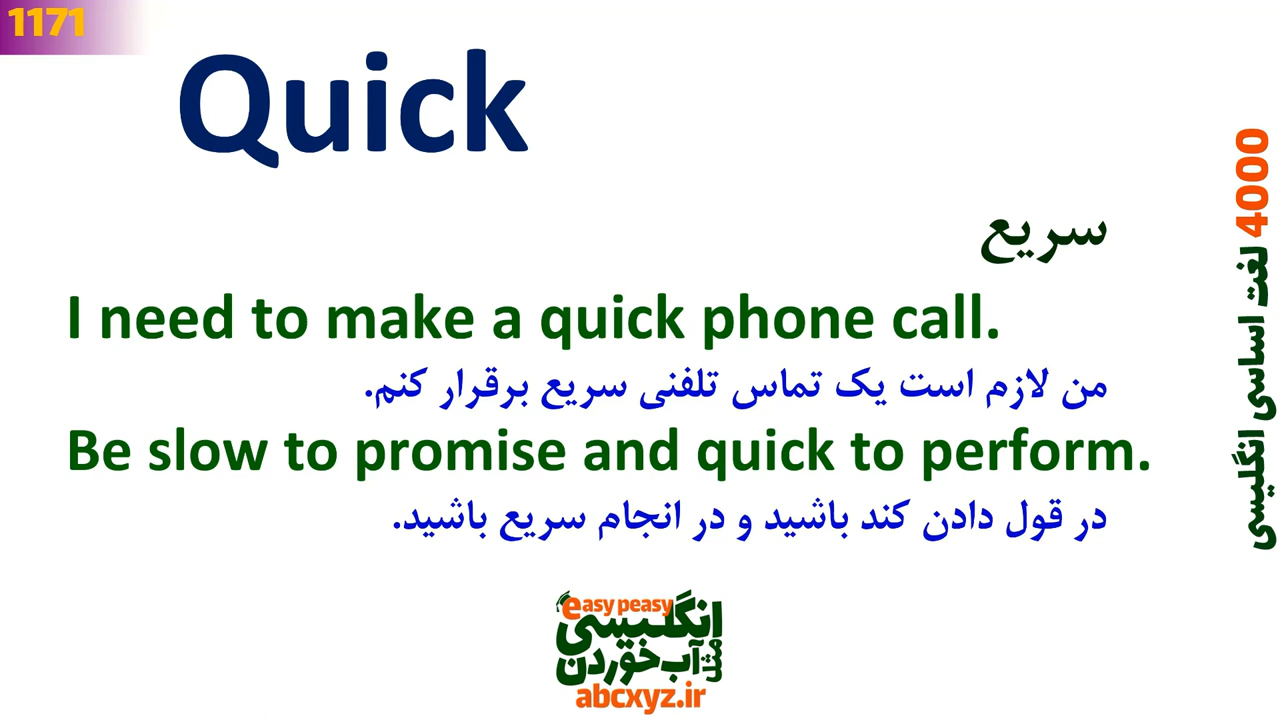 1171
Quick
سریع
I need to make a quick phone call.
من لازم است یک تماس تلفنی سریع برقرار کنم.
Be slow to promise and quick to perform.
در قول دادن کند باشید و در انجام سریع باشید.
4000 لغت اساسی انگلیسی
easy peasy
انگلیسی
مثل آب خوردن
abcxyz.ir